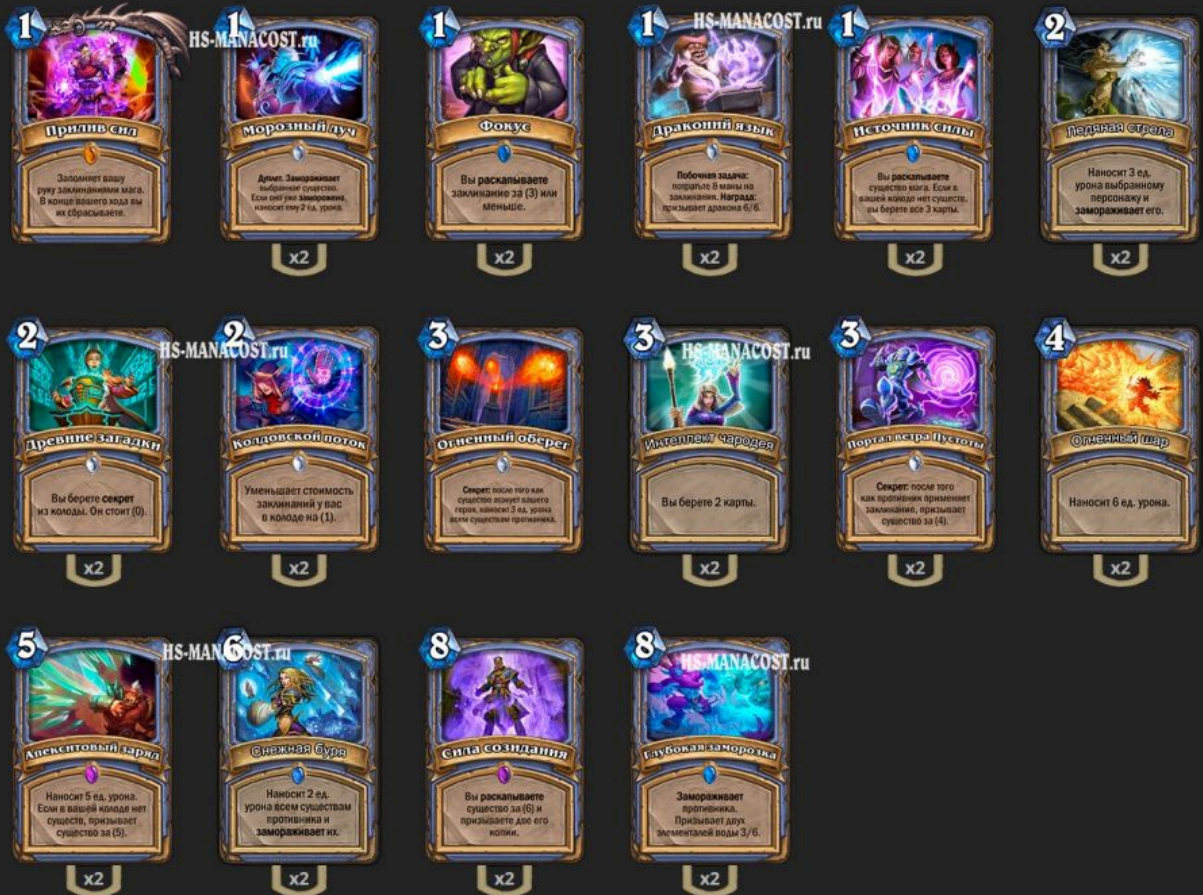 1
Прилив сил
Заполняет вашу
руку заклинаниями мага.
В конце вашего хода вы
их сбрасываете.
HS-MANACOST.ru
1
Морозный луч
Дуплет. Замораживает
выбранное существо.
Если оно уже заморожено,
наносит ему 2 ед. урона.
x2
1
Фокус
Вы раскапываете
заклинание за (3) или
меньше.
x2
HS-MANACOST.ru
1
Драконий язык
Побочная задача:
потратьте 8 маны на
заклинания. Награда:
призывает дракона 6/6.
x2
1
Источник силы
Вы раскапываете
существо мага. Если в
вашей колоде нет существ,
вы берете все 3 карты.
x2
2
Ледяная стрела
Наносит 3 ед.
урона выбранному
персонажу и
замораживает его.
x2
2
Древние загадки
Вы берете секрет
из колоды. Он стоит (0).
x2
HS-MANACOST.ru
2
Колдовской поток
Уменьшает стоимость
заклинаний у вас
в колоде на (1).
x2
3
Огненный оберег
Секрет: после того как
существо атакует вашего
героя, наносит 3 ед. урона
всем существам противника.
HS-MANACOST.ru
3
Интеллект чародея
Вы берете 2 карты.
x2
3
Портал ветра Пустоты
Секрет: после того
как противник применяет
заклинание, призывает
существо за (4).
x2
4
Огненный шар
Наносит 6 ед. урона.
x2
5
Апекситовый заряд
Наносит 5 ед. урона.
Если в вашей колоде нет
существ, призывает
существо за (5).
x2
HS-MANACOST.ru
6
Снежная буря
Наносит 2 ед.
урона всем существам
противника и
замораживает их.
x2
8
Сила созидания
Вы раскапываете
существо за (6) и
призываете две его
копии.
x2
HS-MANACOST.ru
8
Глубокая заморозка
Замораживает
противника.
Призывает двух
элементалей воды 3/6.
x2